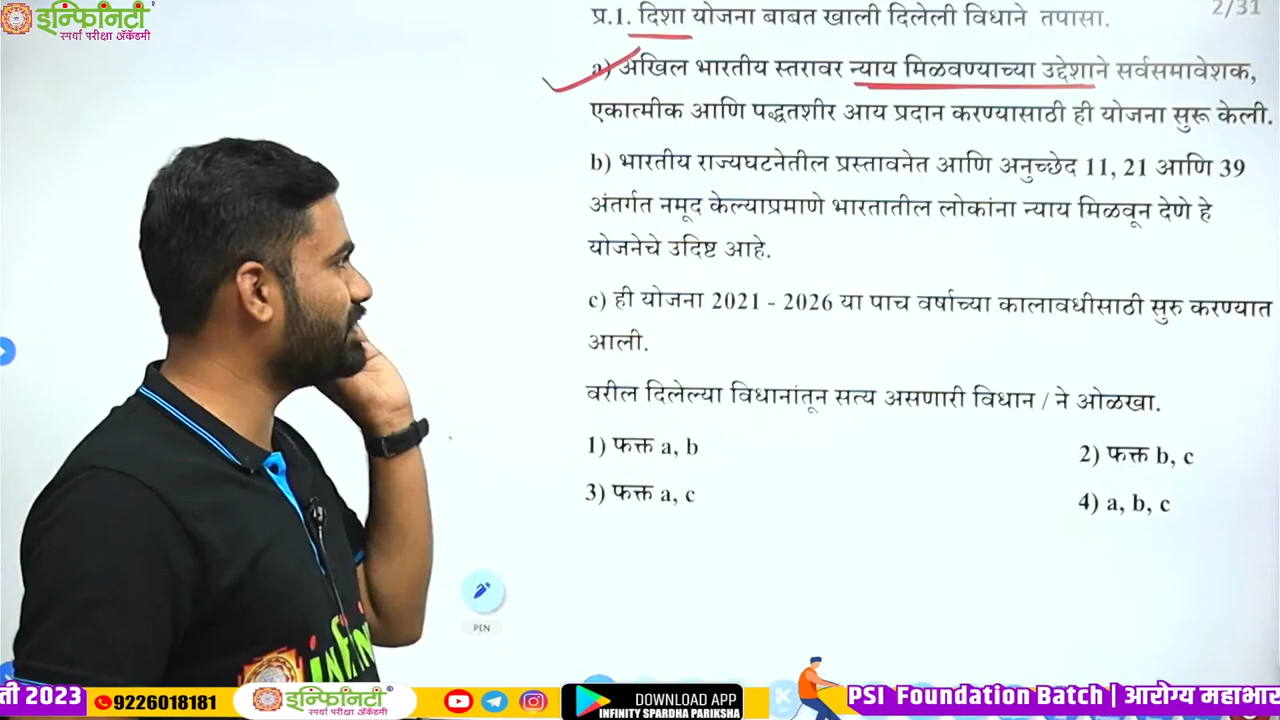 इन्फिनिटी
स्पर्धा परीक्षा अ‍ॅकॅडमी
2/31
प्र.1. दिशा योजना बाबत खाली दिलेली विधाने तपासा.
a) अखिल भारतीय स्तरावर न्याय मिळवण्याच्या उद्देशाने सर्वसमावेशक,
एकात्मीक आणि पद्धतशीर आय प्रदान करण्यासाठी ही योजना सुरू केली.
b) भारतीय राज्यघटनेतील प्रस्तावनेत आणि अनुच्छेद 11, 21 आणि 39
अंतर्गत नमूद केल्याप्रमाणे भारतातील लोकांना न्याय मिळवून देणे हे
योजनेचे उदिष्ट आहे.
c) ही योजना 2021 - 2026 या पाच वर्षाच्या कालावधीसाठी सुरु करण्यात
आली.
वरील दिलेल्या विधानांतून सत्य असणारी विधान / ने ओळखा.
1) फक्त a, b
2) फक्त b, c
3) फक्त a, c
4) a, b, c
PEN
ती 2023
9226018181
इन्फिनिटी
स्पर्धा परीक्षा अ‍ॅकॅडमी
DOWNLOAD APP
INFINITY SPARDHA PARIKSHA
PSI Foundation Batch | आरोग्य महाभार